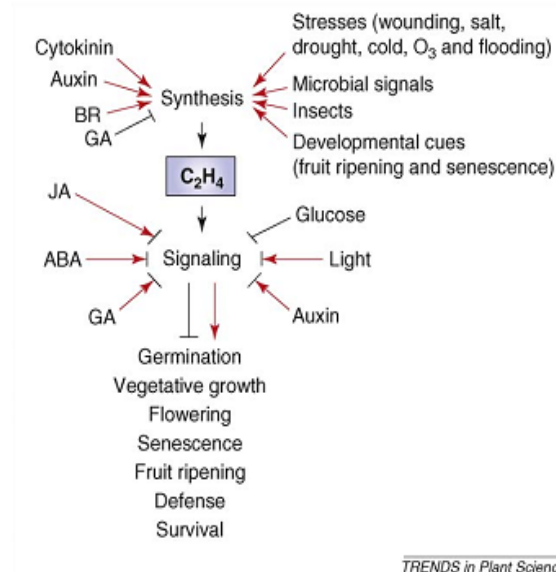 Stresses (wounding, salt,
drought, cold, O₃ and flooding)
Cytokinin
Auxin
BR
GA
Synthesis
Microbial signals
Insects
Developmental cues
(fruit ripening and senescence)
C₂H₄
JA
Glucose
ABA
Signaling
Light
GA
Auxin
Germination
Vegetative growth
Flowering
Senescence
Fruit ripening
Defense
Survival
TRENDS in Plant Scienc